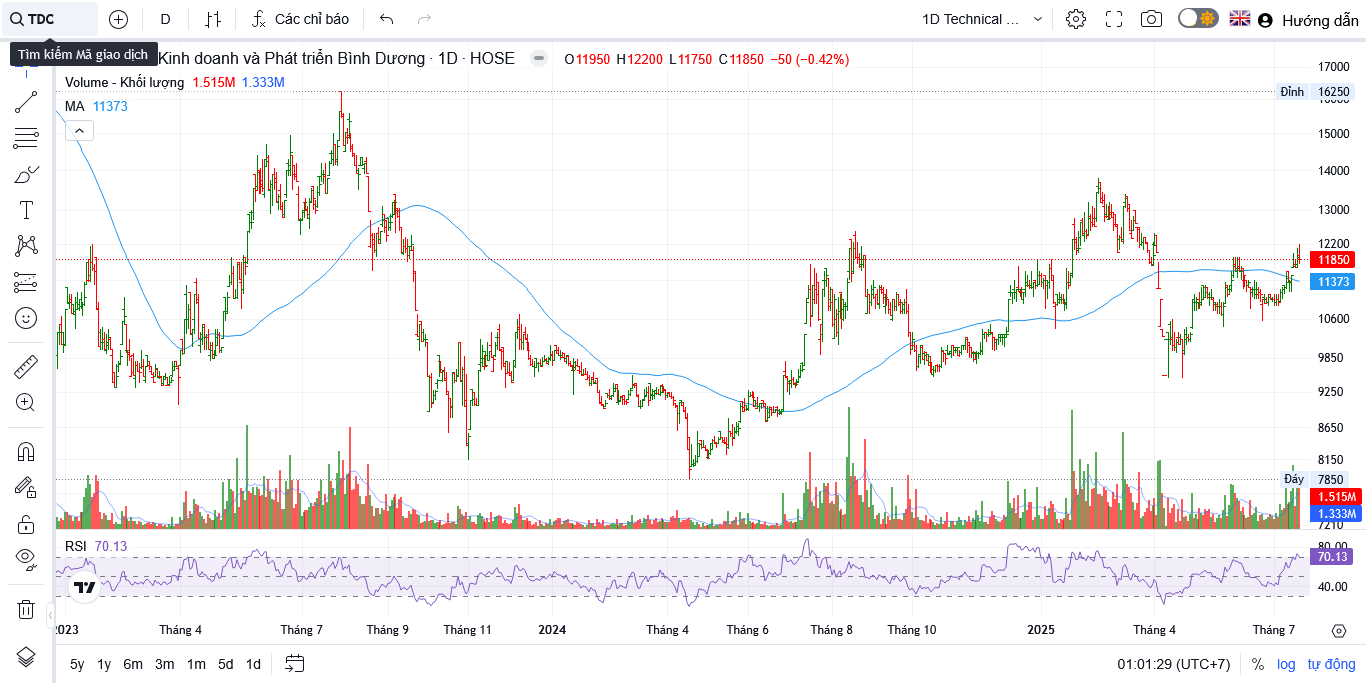 TDC
D
Các chỉ báo
1D Technical ...
Hướng dẫn
Tìm kiếm Mã giao dịch
Kinh doanh và Phát triển Bình Dương · 1D · HOSE
O11950 H12200 L11750 C11850 −50 (−0.42%)
Volume - Khối lượng 1.515M 1.333M
MA 11373
17000
Đỉnh 16250
15000
14000
13000
12200
11850
11373
10600
9850
9250
8650
8150
Đáy 7850
1.515M
1.333M
7210
RSI 70.13
80.00
70.13
40.00
2023 Tháng 4 Tháng 7 Tháng 9 Tháng 11 2024 Tháng 4 Tháng 6 Tháng 8 Tháng 10 2025 Tháng 4 Tháng 7
5y 1y 6m 3m 1m 5d 1d
01:01:29 (UTC+7) % log tự động